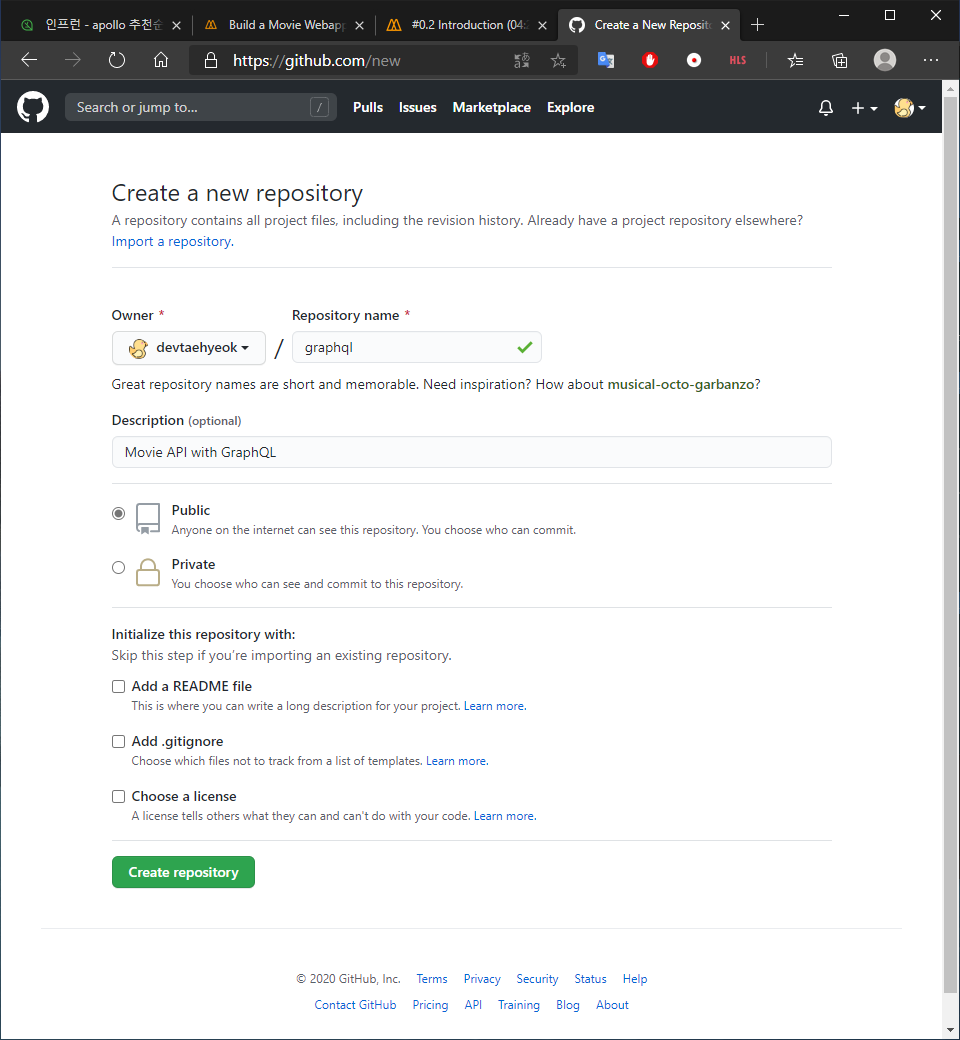 인프런 - apollo 추천순
Build a Movie Webapp
#0.2 Introduction (04:
Create a New Reposito
https://github.com/new
HLS
Search or jump to...
/
Pulls
Issues
Marketplace
Explore
Create a new repository
A repository contains all project files, including the revision history. Already have a project repository elsewhere?
Import a repository.
Owner *
Repository name *
devtaehyeok
/
graphql
Great repository names are short and memorable. Need inspiration? How about musical-octo-garbanzo?
Description (optional)
Movie API with GraphQL
Public
Anyone on the internet can see this repository. You choose who can commit.
Private
You choose who can see and commit to this repository.
Initialize this repository with:
Skip this step if you're importing an existing repository.
Add a README file
This is where you can write a long description for your project. Learn more.
Add .gitignore
Choose which files not to track from a list of templates. Learn more.
Choose a license
A license tells others what they can and can't do with your code. Learn more.
Create repository
© 2020 GitHub, Inc. Terms Privacy Security Status Help
Contact GitHub Pricing API Training Blog About